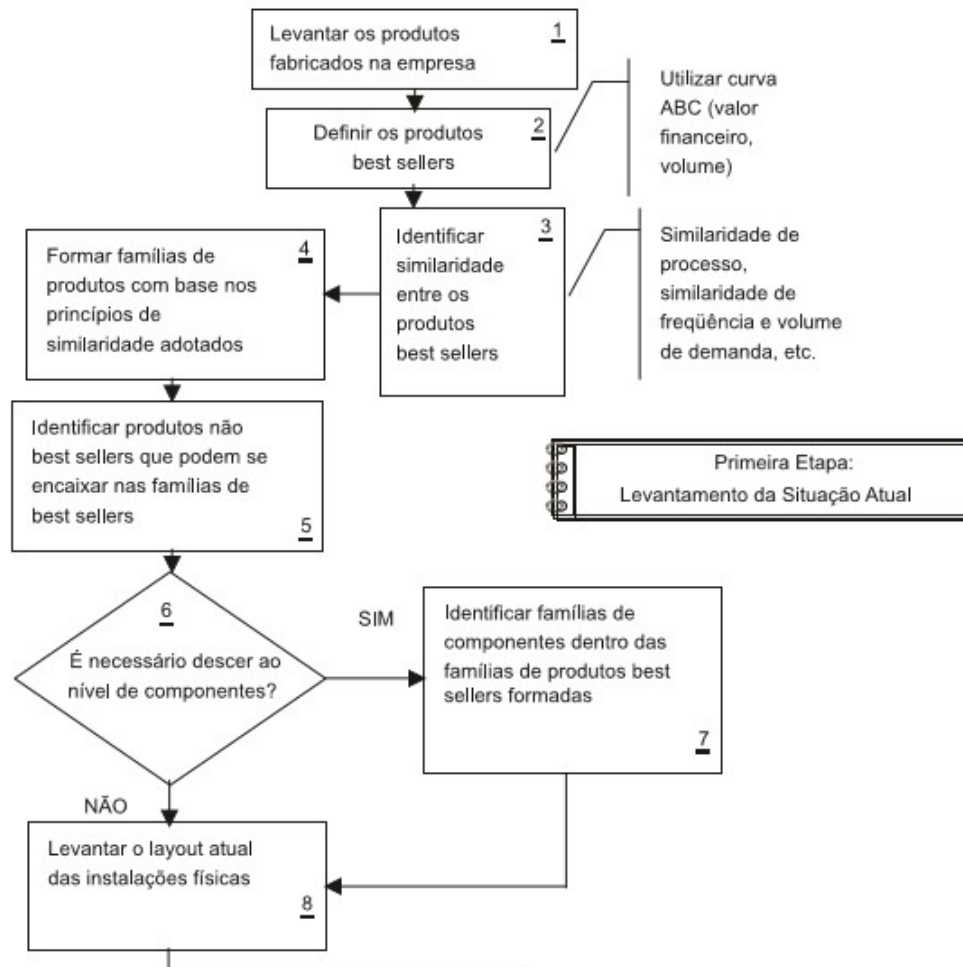 Levantar os produtos
fabricados na empresa
1
Definir os produtos
best sellers
2
Utilizar curva
ABC (valor
financeiro,
volume)
Identificar
similaridade
entre os
produtos
best sellers
3
Similaridade de
processo,
similaridade de
freqüência e volume
de demanda, etc.
Formar famílias de
produtos com base nos
princípios de
similaridade adotados
4
Identificar produtos não
best sellers que podem se
encaixar nas famílias de
best sellers
5
Primeira Etapa:
Levantamento da Situação Atual
6
É necessário descer ao
nível de componentes?
SIM
Identificar famílias de
componentes dentro das
famílias de produtos best
sellers formadas
7
NÃO
Levantar o layout atual
das instalações físicas
8